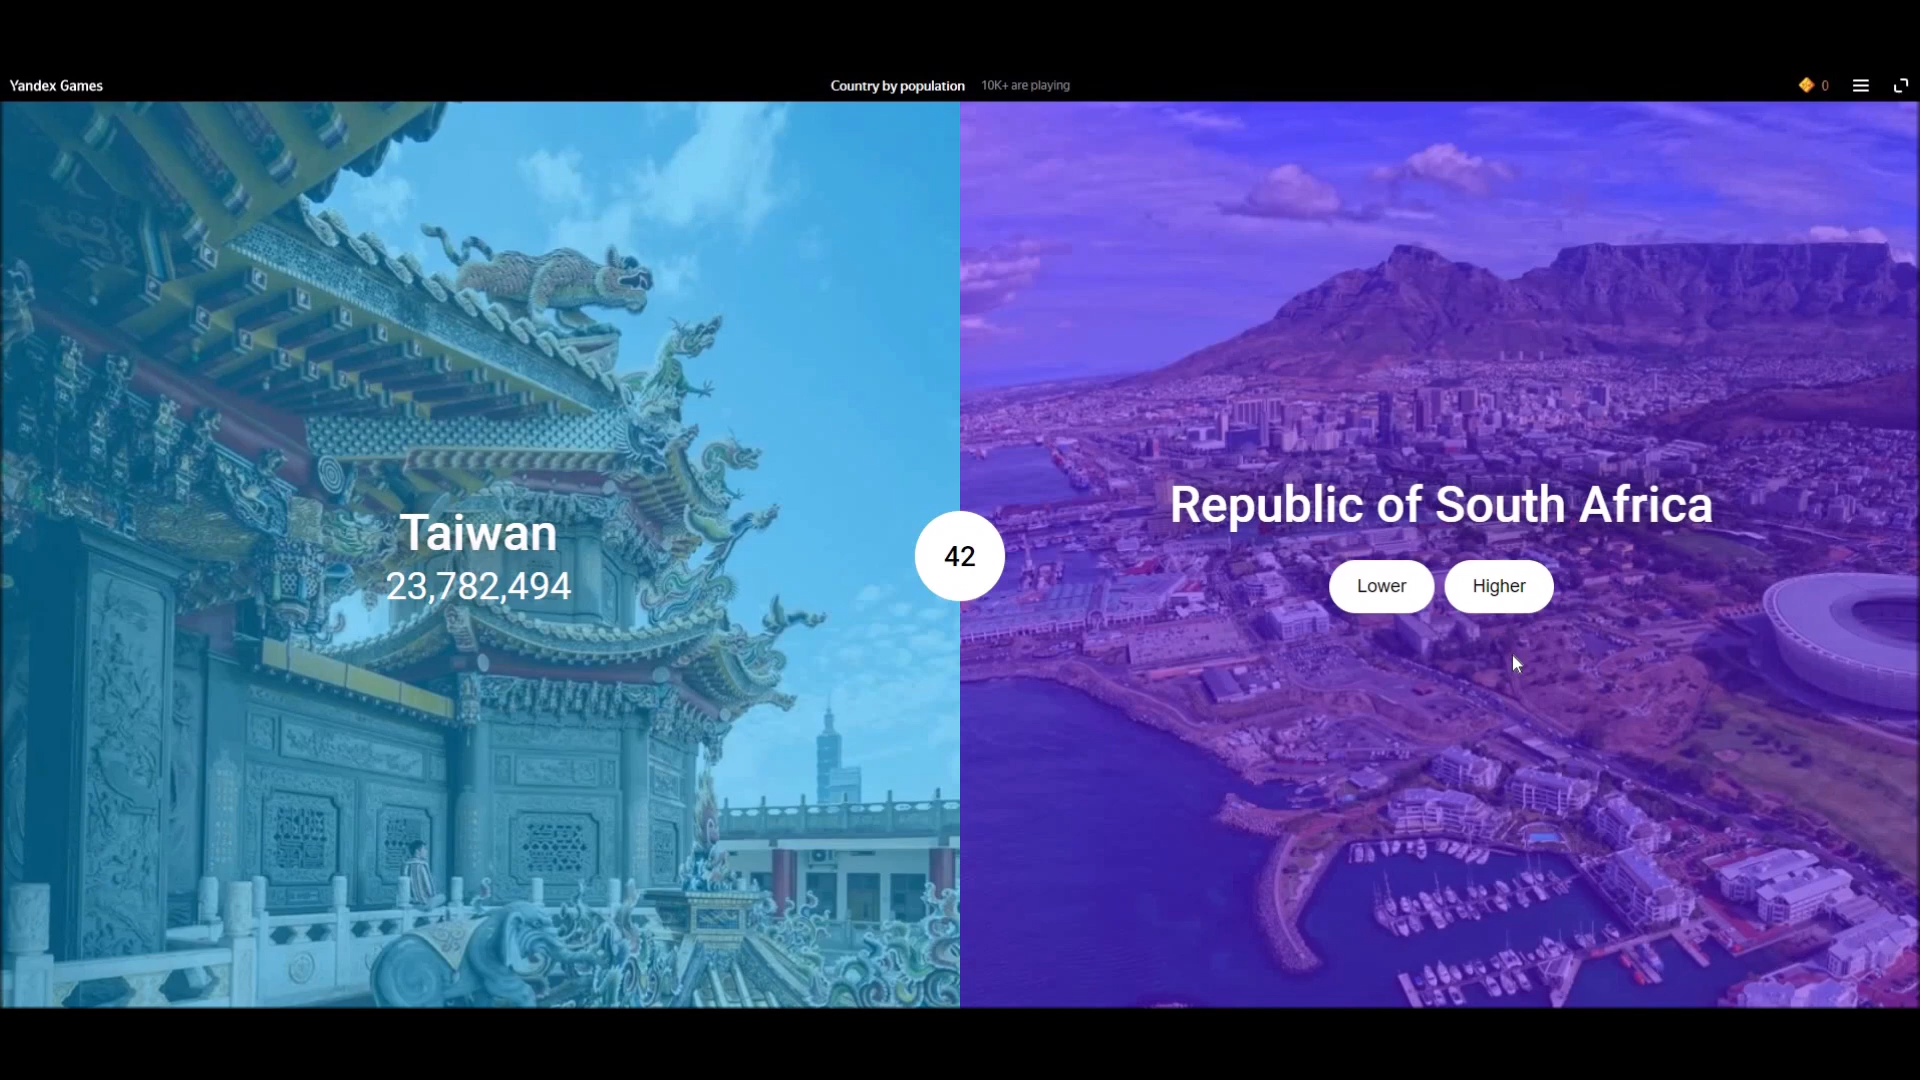 Yandex Games
Country by population 10K+ are playing
0
Taiwan
23,782,494
42
Republic of South Africa
Lower Higher